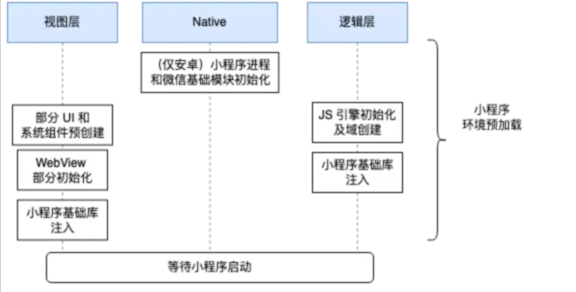 视图层
Native
逻辑层
（仅安卓）小程序进程
和微信基础模块初始化
部分 UI 和
系统组件预创建
JS 引擎初始化
及域创建
小程序
环境预加载
WebView
部分初始化
小程序基础库
注入
小程序基础库
注入
等待小程序启动